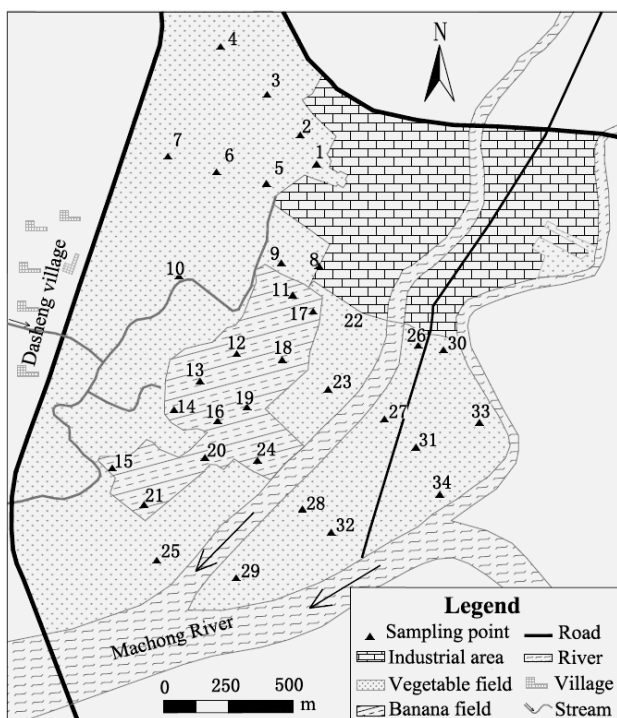 4
N
3
2
7
6
1
5
9
8
10
11
17
22
Dasheng village
12
18
26
30
13
23
14
19
16
27
33
31
15
20
24
34
21
28
32
25
29
Machong River
Legend
Sampling point
Road
Industrial area
River
Vegetable field
Village
Banana field
Stream
0 250 500
m